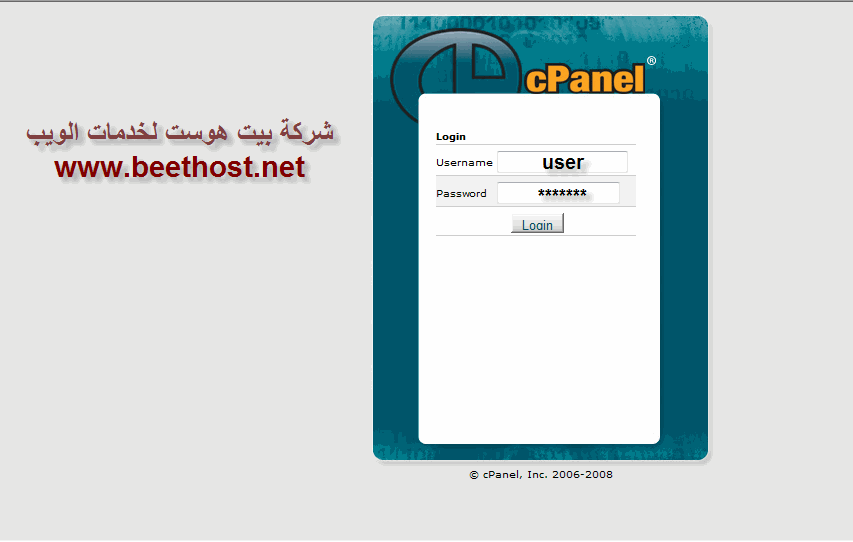 شركة بيت هوست لخدمات الويب
www.beethost.net
cPanel®
Login
Username user
Password *******
Login
© cPanel, Inc. 2006-2008